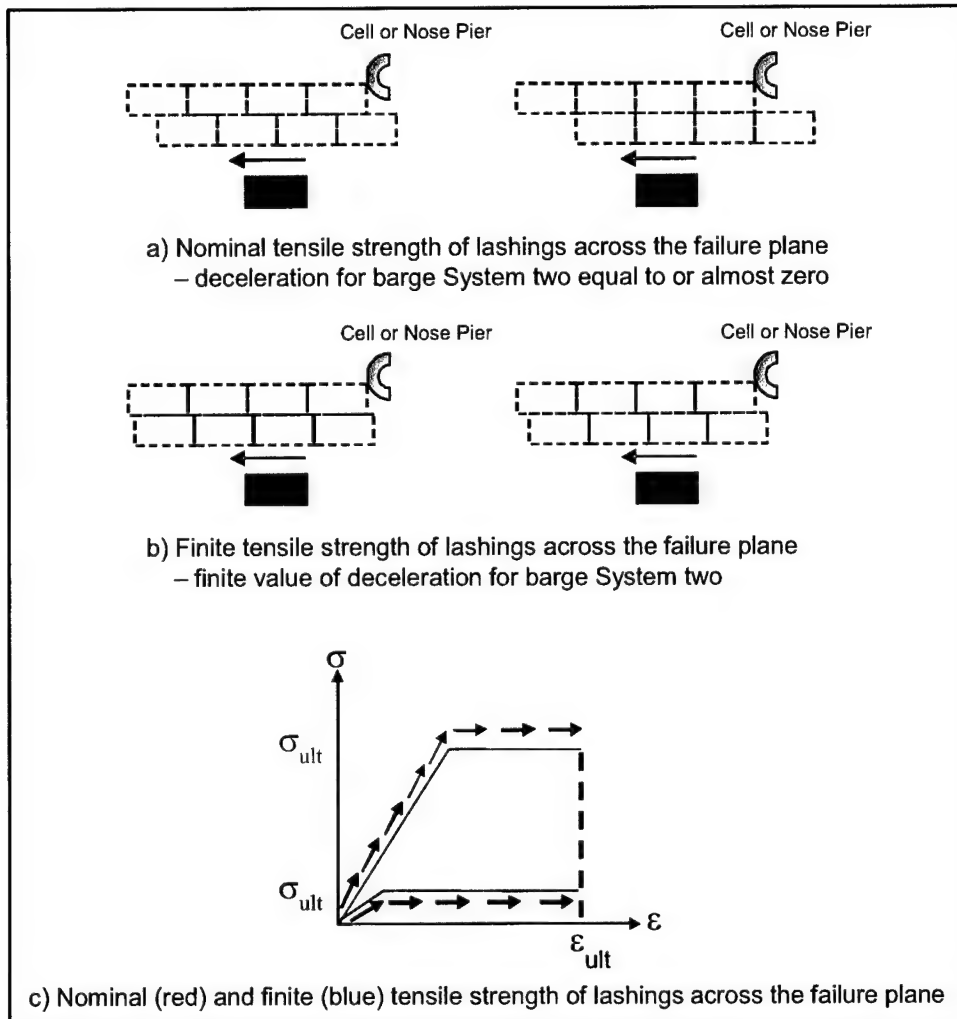 Cell or Nose Pier
Cell or Nose Pier
a) Nominal tensile strength of lashings across the failure plane
– deceleration for barge System two equal to or almost zero
Cell or Nose Pier
Cell or Nose Pier
b) Finite tensile strength of lashings across the failure plane
– finite value of deceleration for barge System two
σ
σult
σult
ε
εult
c) Nominal (red) and finite (blue) tensile strength of lashings across the failure plane